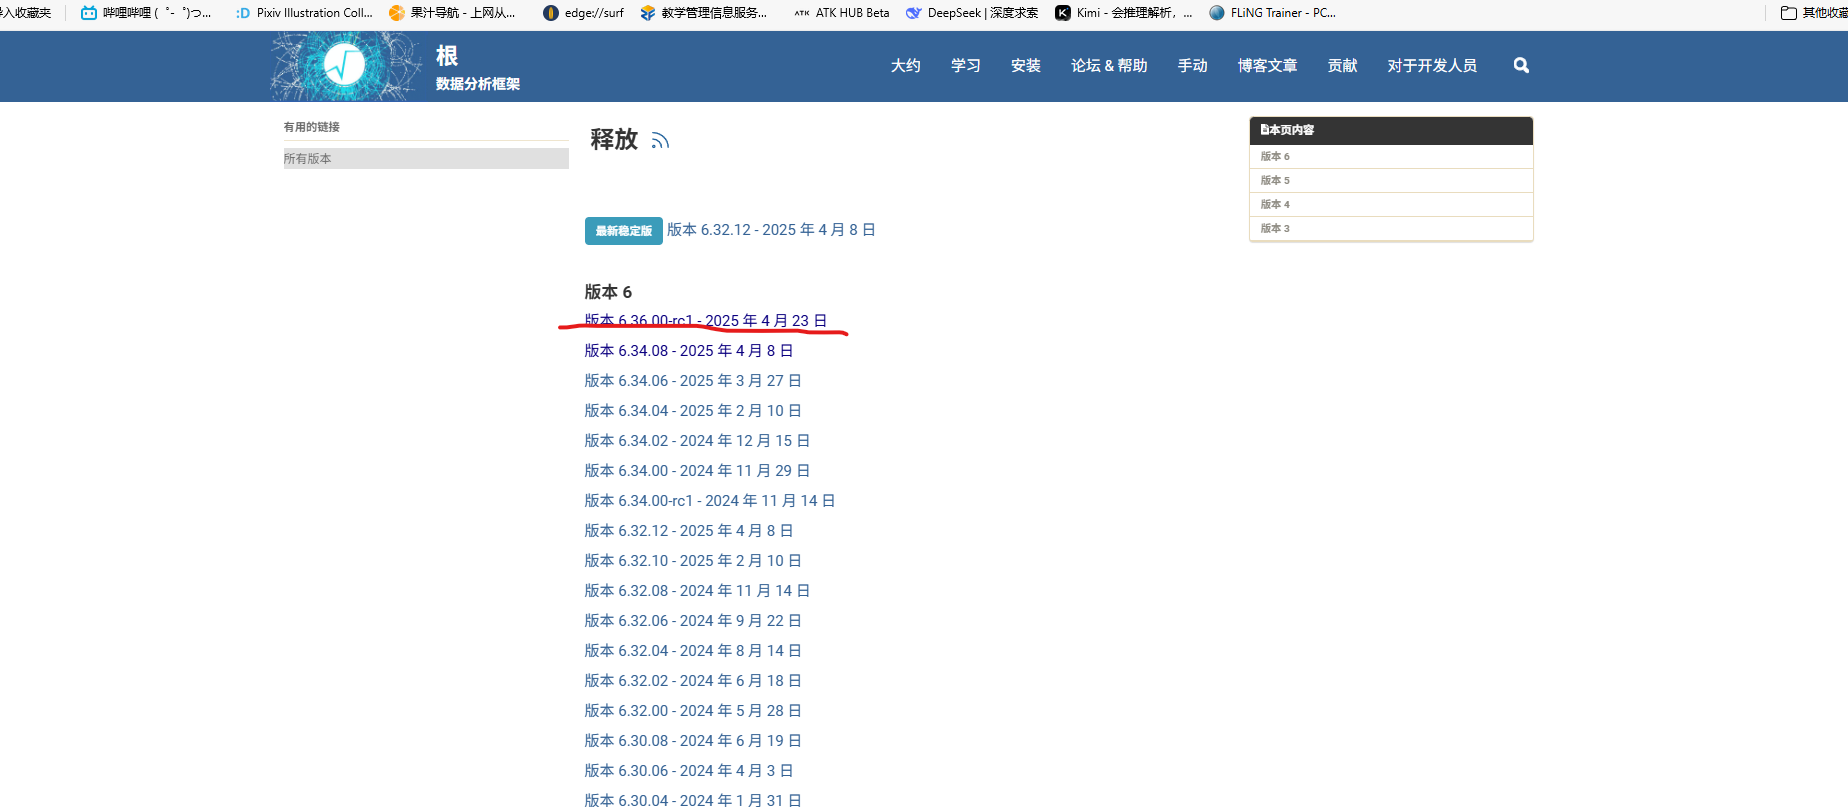 导入收藏夹
哔哩哔哩 (゜-゜)つ...
Pixiv Illustration Coll...
果汁导航 - 上网从...
edge://surf
教学管理信息服务...
ATK HUB Beta
DeepSeek | 深度求索
Kimi - 会推理解析，...
FLiNG Trainer - PC...
其他收藏
根
数据分析框架
大约
学习
安装
论坛 & 帮助
手动
博客文章
贡献
对于开发人员
有用的链接
所有版本
释放
最新稳定版 版本 6.32.12 - 2025 年 4 月 8 日
版本 6
版本 6.36.00-rc1 - 2025 年 4 月 23 日
版本 6.34.08 - 2025 年 4 月 8 日
版本 6.34.06 - 2025 年 3 月 27 日
版本 6.34.04 - 2025 年 2 月 10 日
版本 6.34.02 - 2024 年 12 月 15 日
版本 6.34.00 - 2024 年 11 月 29 日
版本 6.34.00-rc1 - 2024 年 11 月 14 日
版本 6.32.12 - 2025 年 4 月 8 日
版本 6.32.10 - 2025 年 2 月 10 日
版本 6.32.08 - 2024 年 11 月 14 日
版本 6.32.06 - 2024 年 9 月 22 日
版本 6.32.04 - 2024 年 8 月 14 日
版本 6.32.02 - 2024 年 6 月 18 日
版本 6.32.00 - 2024 年 5 月 28 日
版本 6.30.08 - 2024 年 6 月 19 日
版本 6.30.06 - 2024 年 4 月 3 日
版本 6.30.04 - 2024 年 1 月 31 日
本页内容
版本 6
版本 5
版本 4
版本 3